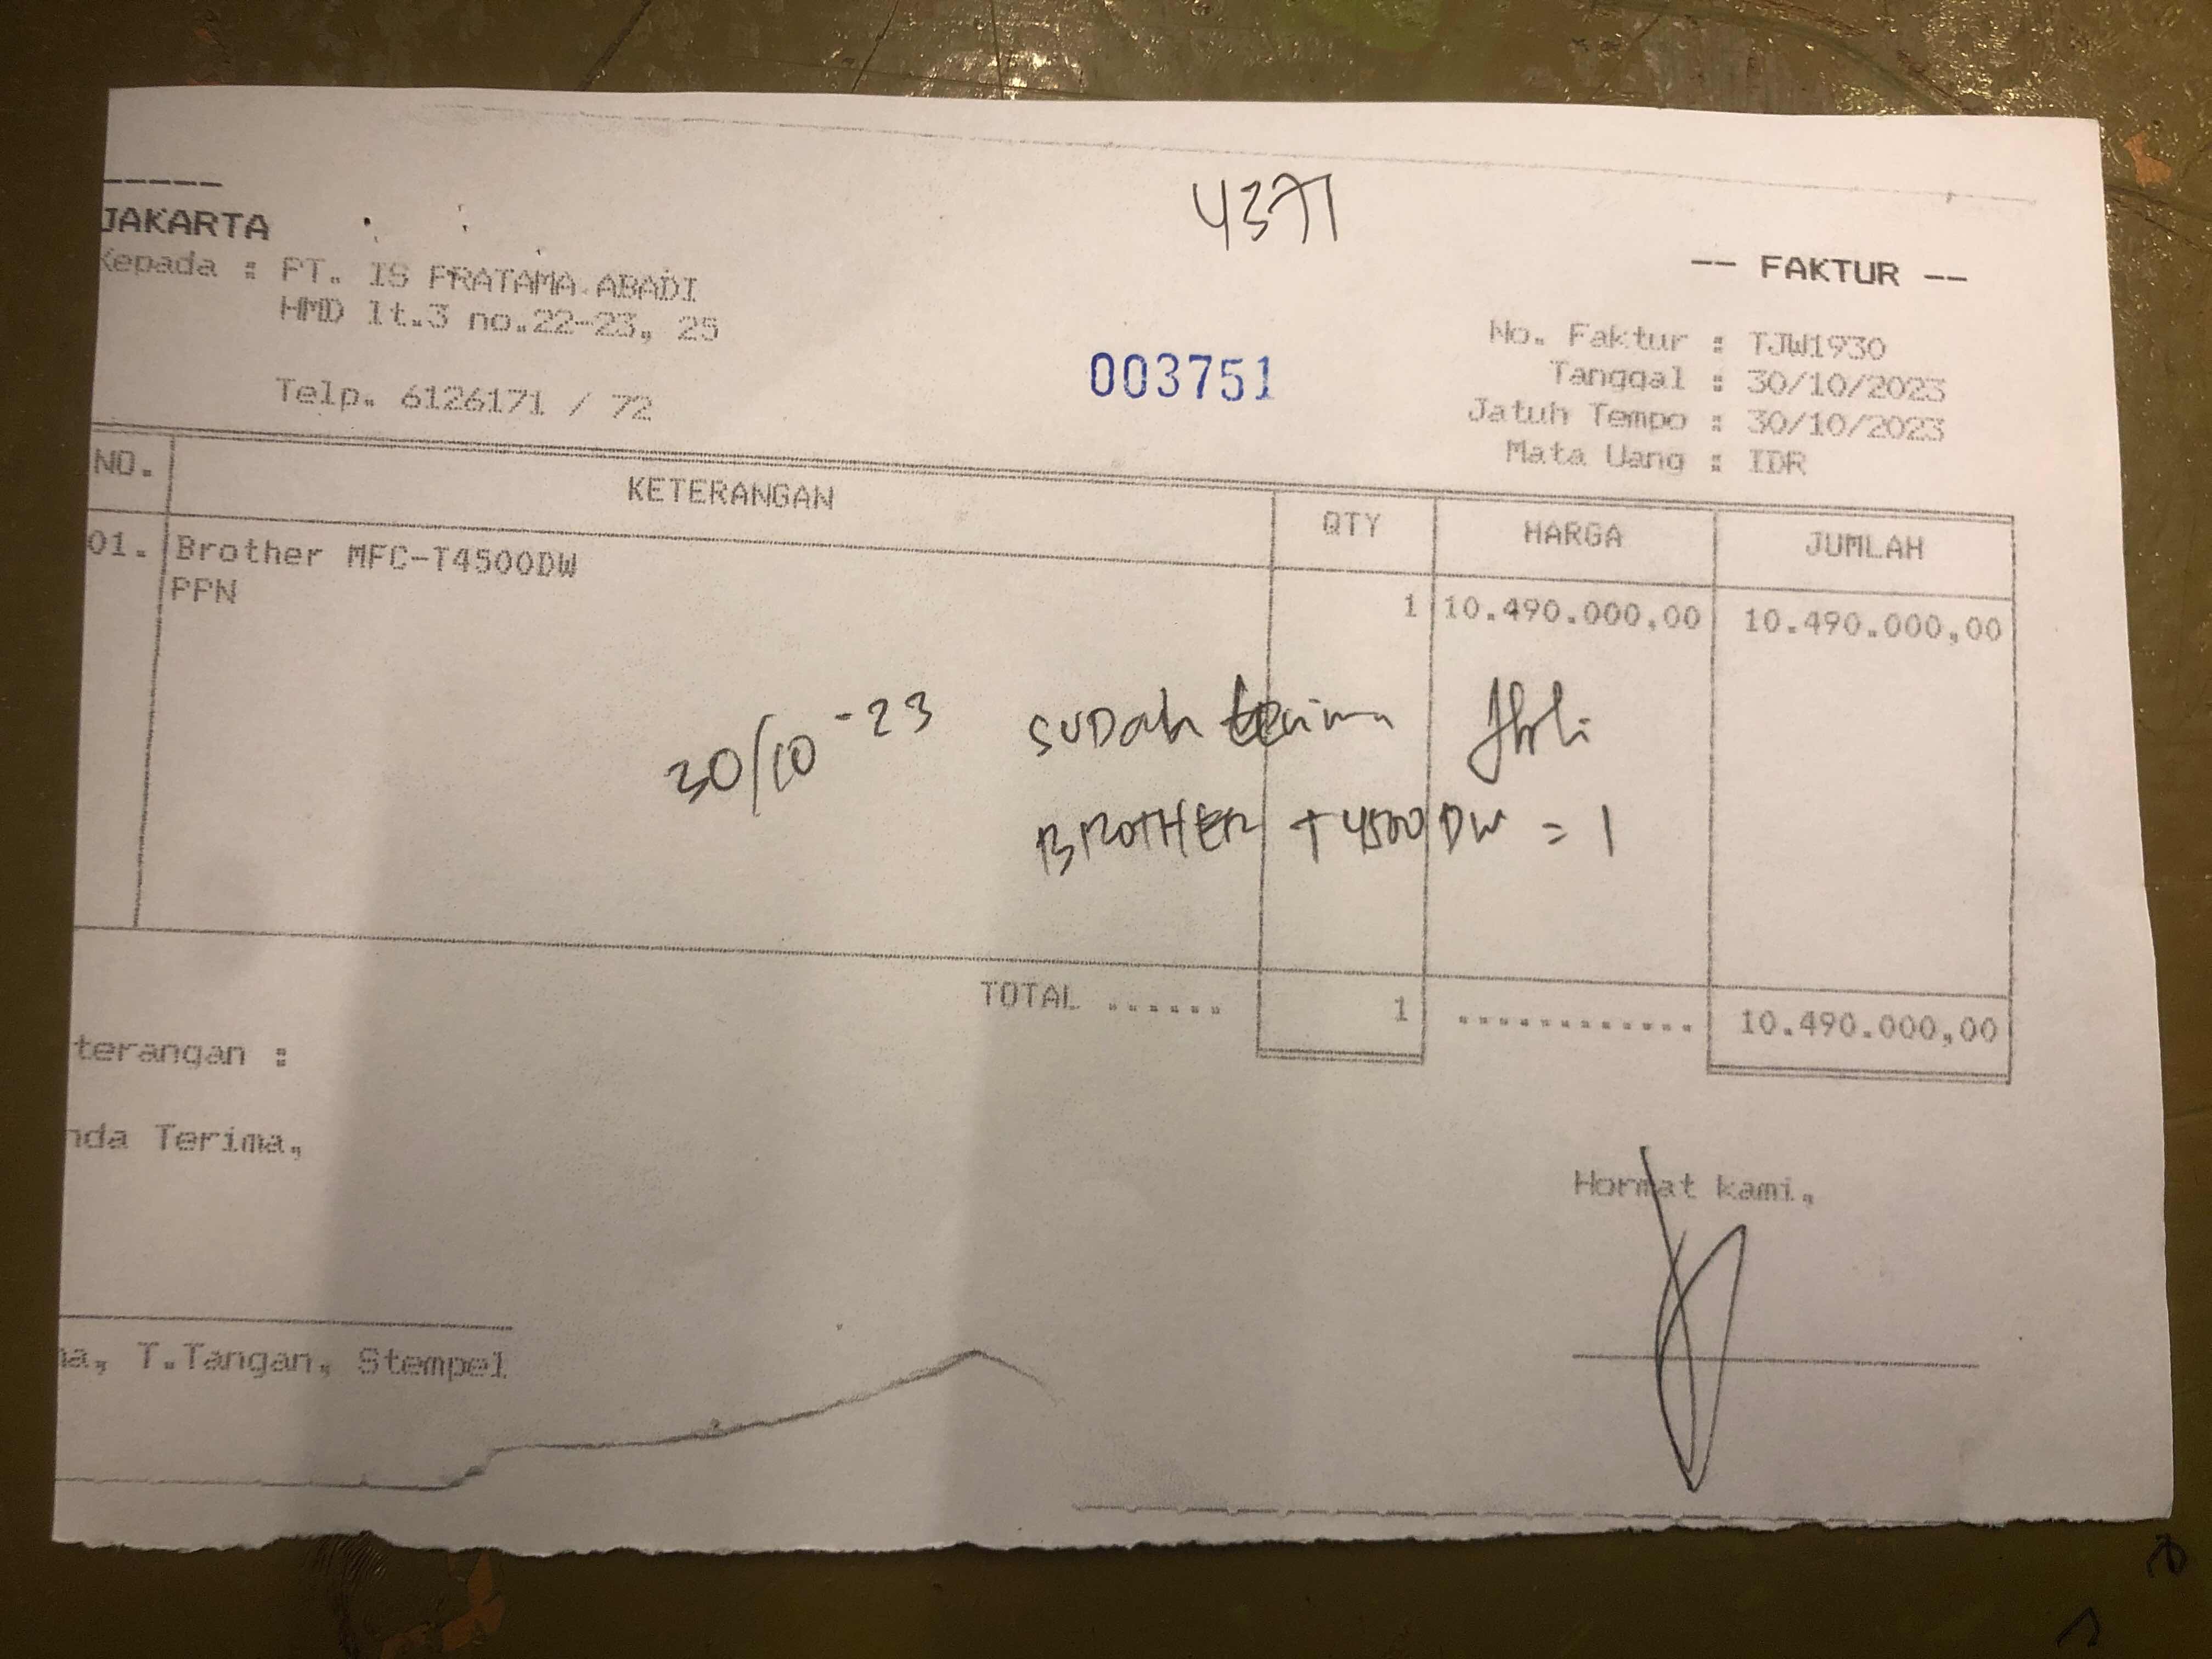 JAKARTA
4371
Kepada : PT. IS PRATAMA ABADI
HMD lt.3 no.22-23, 25
Telp. 6126171 / 72
003751
-- FAKTUR --
No. Faktur : TJW1930
Tanggal : 30/10/2023
Jatuh Tempo : 30/10/2023
Mata Uang : IDR
NO. KETERANGAN QTY HARGA JUMLAH
01. Brother MFC-T4500DW
PPN 1 10.490.000,00 10.490.000,00
30/10-23 SUDah terima
BROTHER T4500DW = 1
TOTAL ...... 1 ............. 10.490.000,00
terangan :
nda Terima,
Hormat kami,
ma, T.Tangan, Stempel